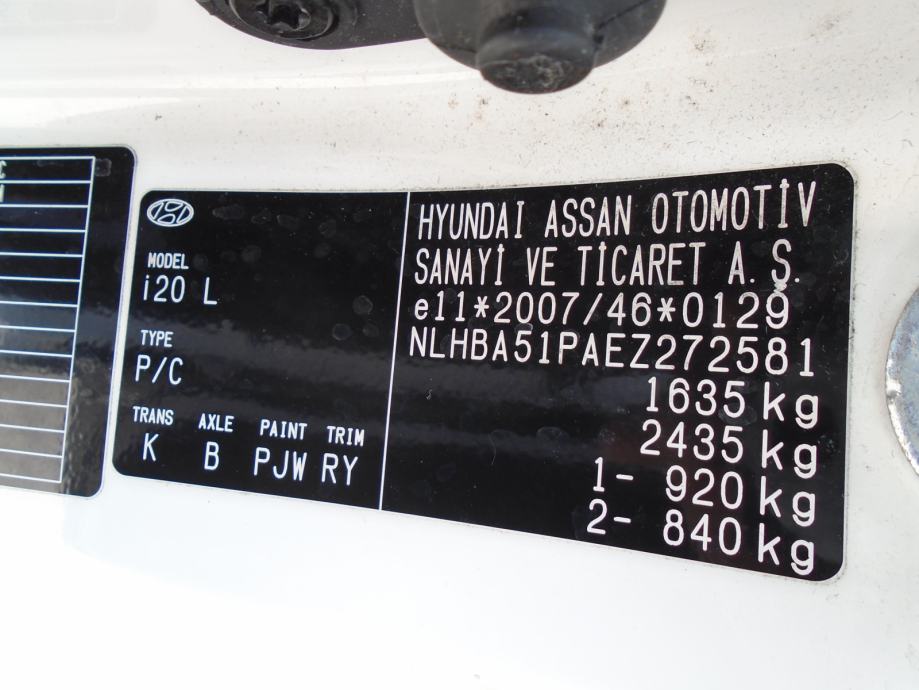 MODEL
i20 L
TYPE
P/C
TRANS AXLE PAINT TRIM
K B PJW RY
HYUNDAİ ASSAN OTOMOTİV
SANAYİ VE TİCARET A. Ş.
e11*2007/46*0129
NLHBA51PAEZ272581
1635 kg
2435 kg
1- 920 kg
2- 840 kg